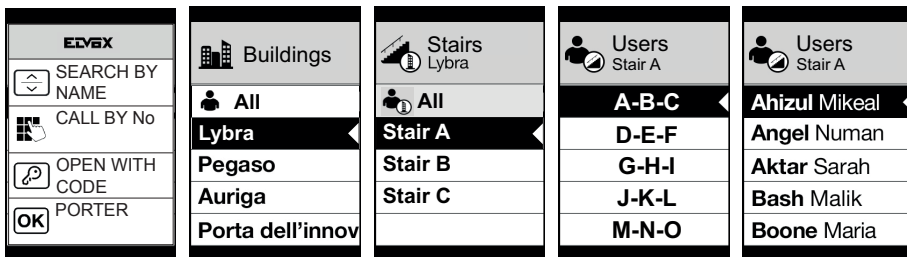 ELVOX
SEARCH BY
NAME
CALL BY No
OPEN WITH
CODE
OK
PORTER
Buildings
All
Lybra
Pegaso
Auriga
Porta dell'innov
Stairs
Lybra
All
Stair A
Stair B
Stair C
Users
Stair A
A-B-C
D-E-F
G-H-I
J-K-L
M-N-O
Users
Stair A
Ahizul Mikeal
Angel Numan
Aktar Sarah
Bash Malik
Boone Maria